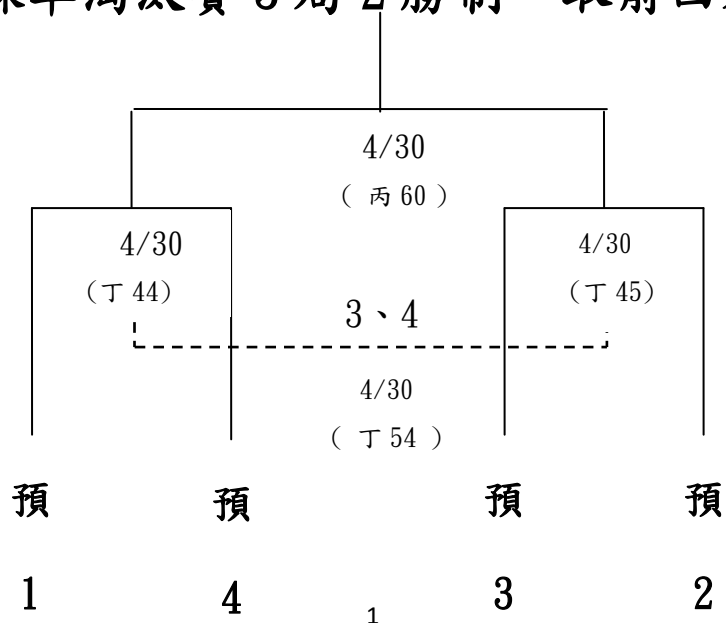 採單淘汰賽 3 局 2 勝制 取前四
4/30
( 丙 60 )
4/30 4/30
(丁 44) (丁 45)
3、4
4/30
( 丁 54 )
預 預 預 預
1 4 3 2
1